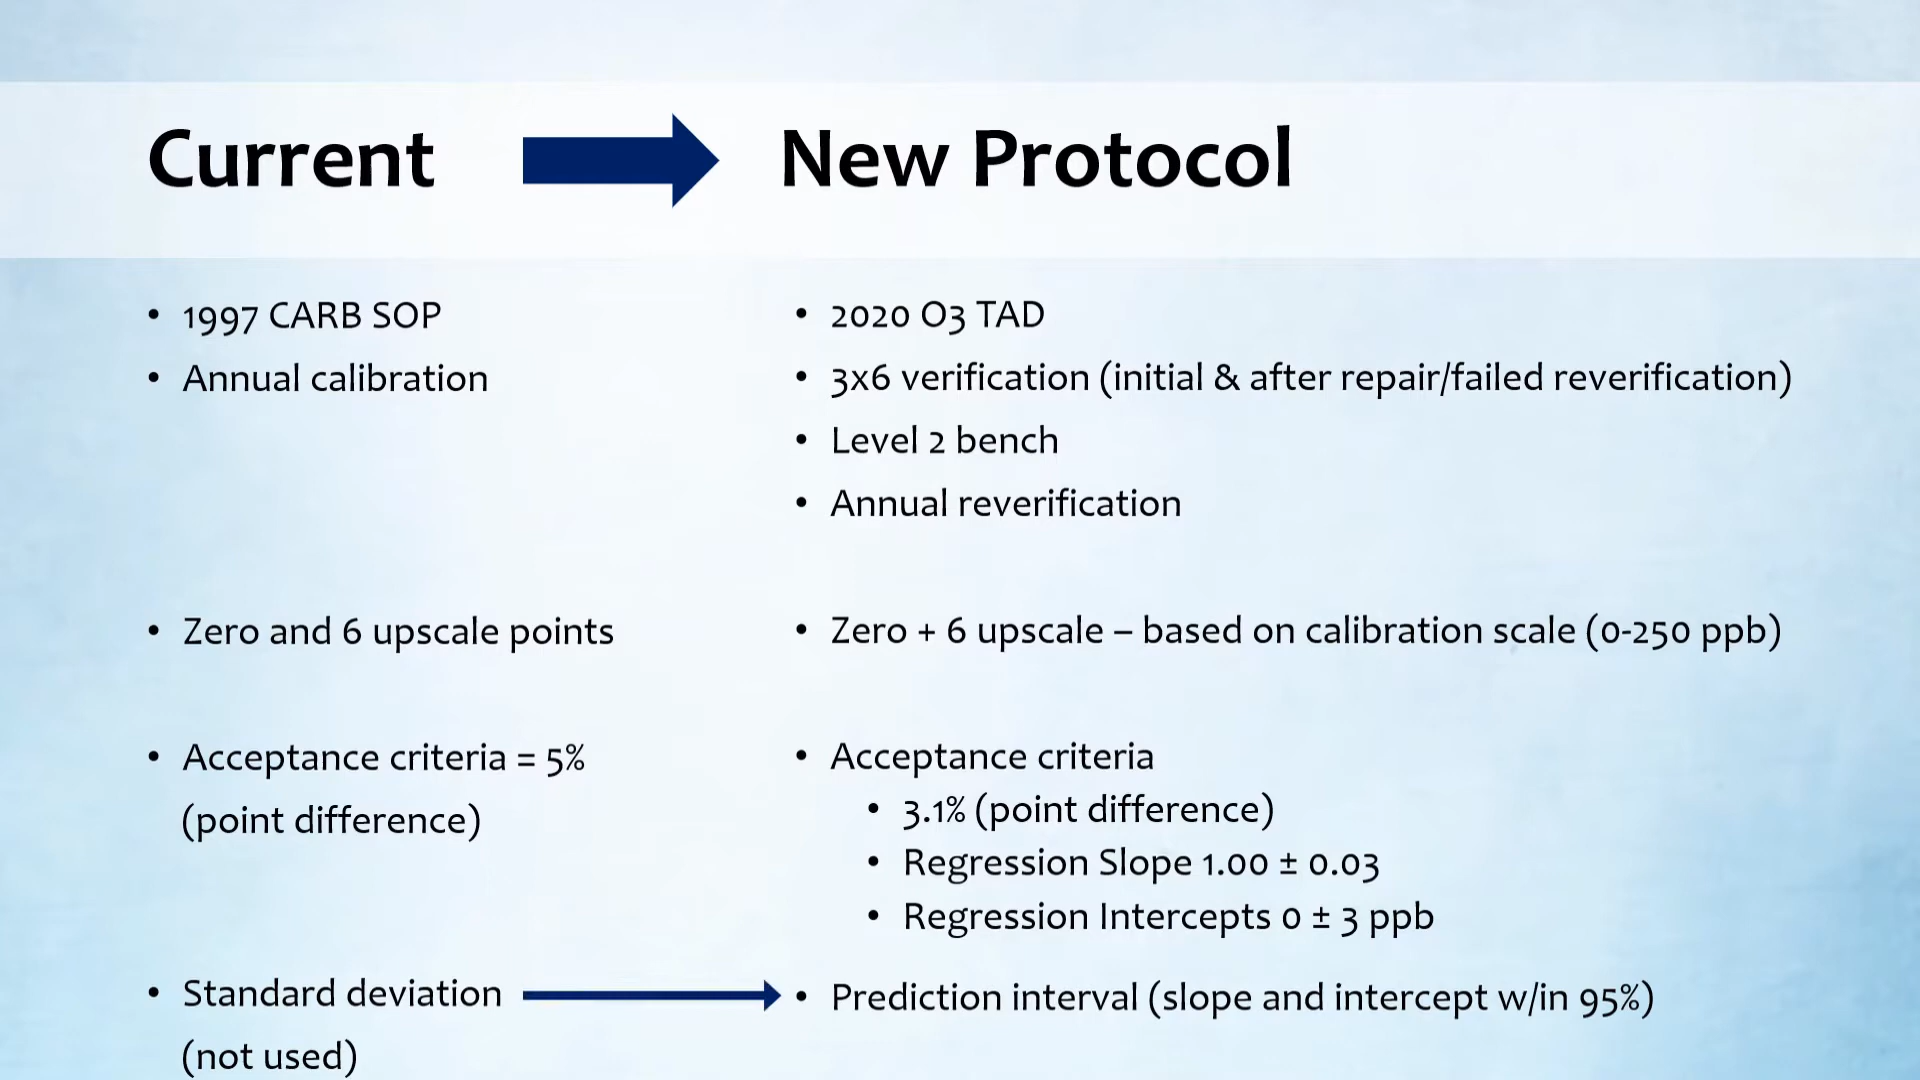 Current
New Protocol
• 1997 CARB SOP
• Annual calibration
• Zero and 6 upscale points
• Acceptance criteria = 5%
(point difference)
• Standard deviation
(not used)
• 2020 O3 TAD
• 3x6 verification (initial & after repair/failed reverification)
• Level 2 bench
• Annual reverification
• Zero + 6 upscale – based on calibration scale (0-250 ppb)
• Acceptance criteria
• 3.1% (point difference)
• Regression Slope 1.00 ± 0.03
• Regression Intercepts 0 ± 3 ppb
• Prediction interval (slope and intercept w/in 95%)